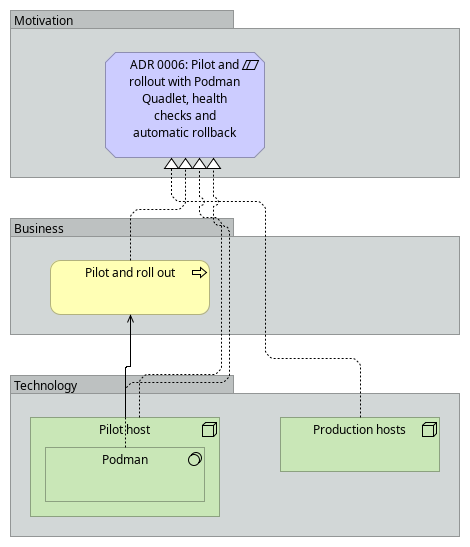 Motivation
ADR 0006: Pilot and
rollout with Podman
Quadlet, health
checks and
automatic rollback
Business
Pilot and roll out
Technology
Pilot host
Production hosts
Podman